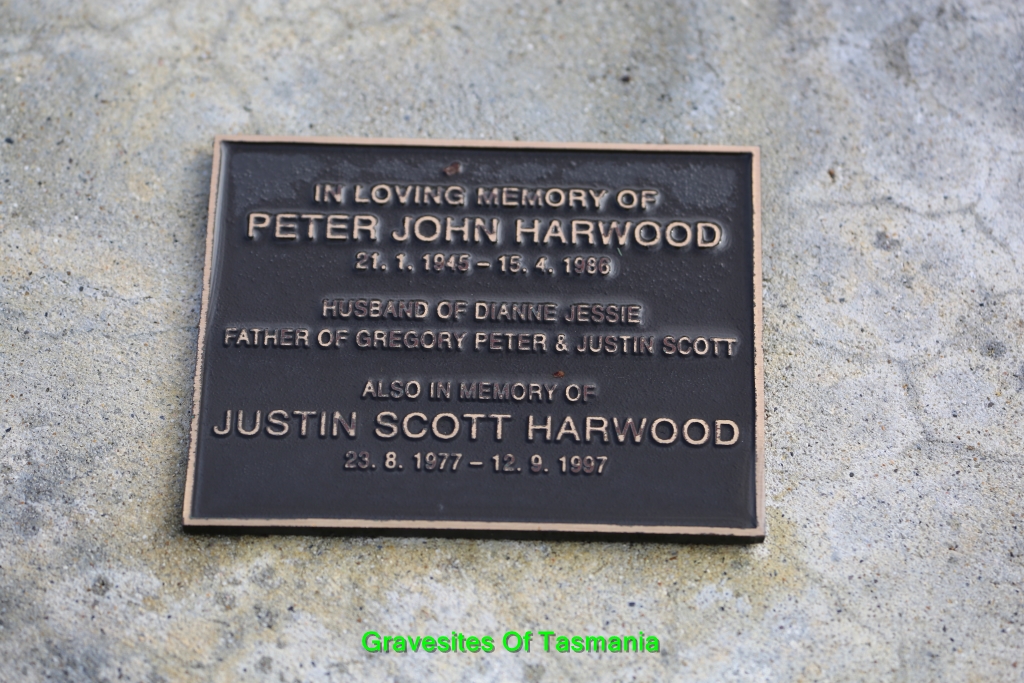 IN LOVING MEMORY OF
PETER JOHN HARWOOD
21. 1. 1945 – 15. 4. 1986
HUSBAND OF DIANNE JESSIE
FATHER OF GREGORY PETER & JUSTIN SCOTT
ALSO IN MEMORY OF
JUSTIN SCOTT HARWOOD
23. 8. 1977 – 12. 9. 1997
Gravesites Of Tasmania